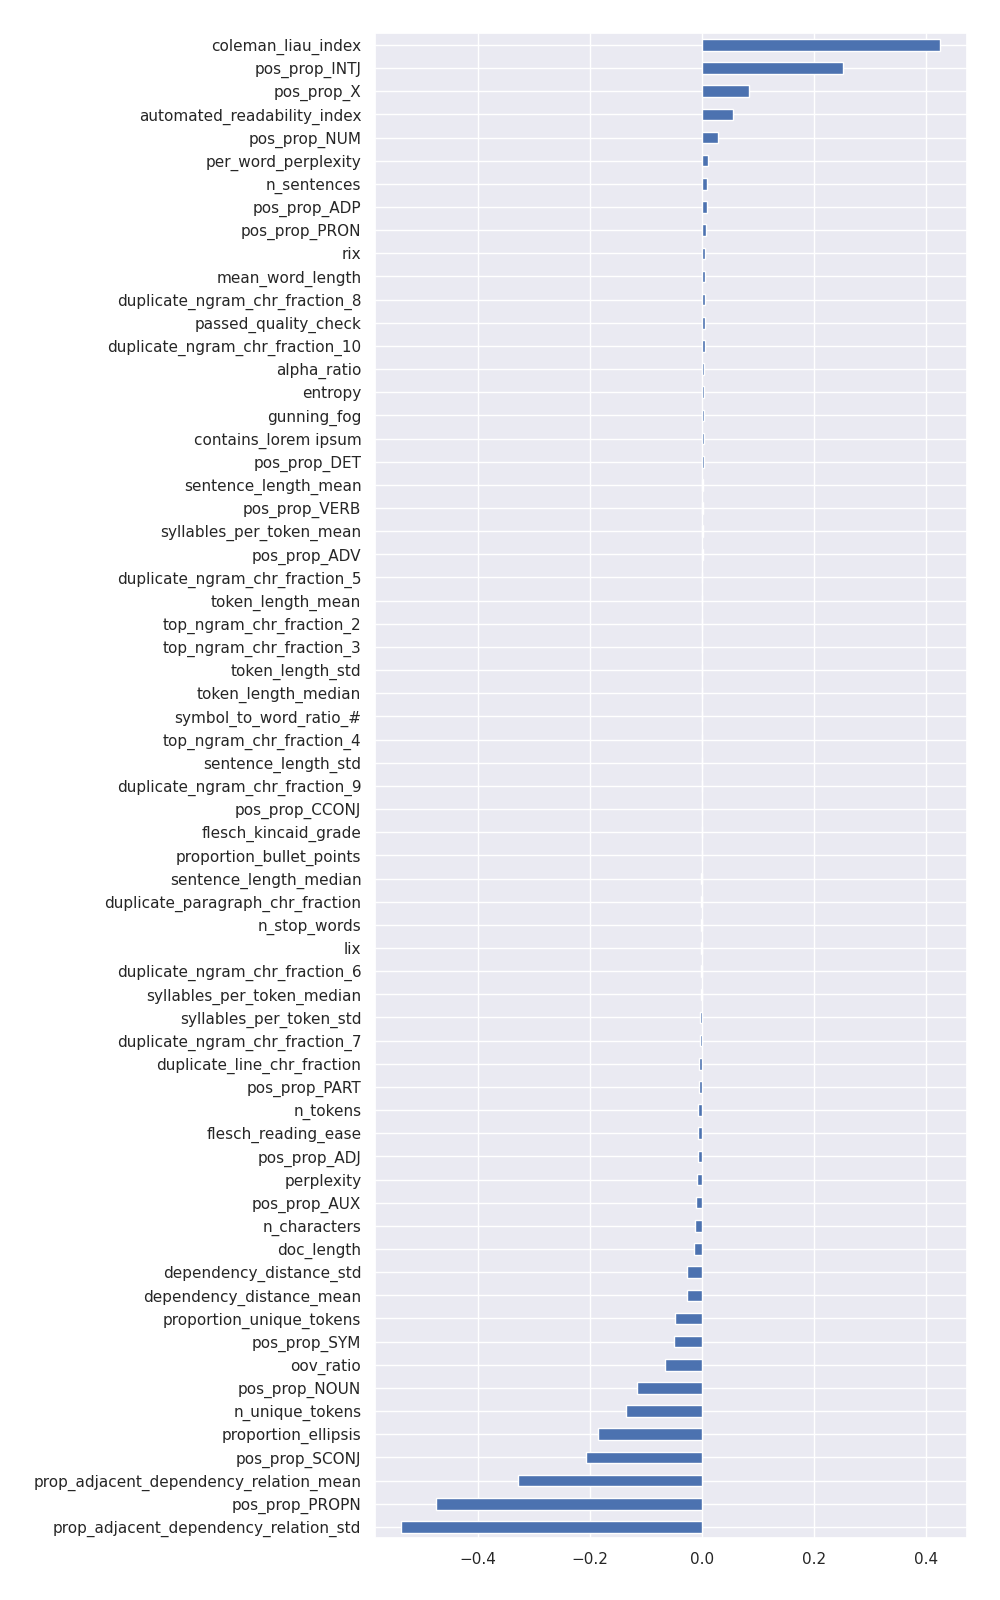 coleman_liau_index
pos_prop_INTJ
pos_prop_X
automated_readability_index
pos_prop_NUM
per_word_perplexity
n_sentences
pos_prop_ADP
pos_prop_PRON
rix
mean_word_length
duplicate_ngram_chr_fraction_8
passed_quality_check
duplicate_ngram_chr_fraction_10
alpha_ratio
entropy
gunning_fog
contains_lorem ipsum
pos_prop_DET
sentence_length_mean
pos_prop_VERB
syllables_per_token_mean
pos_prop_ADV
duplicate_ngram_chr_fraction_5
token_length_mean
top_ngram_chr_fraction_2
top_ngram_chr_fraction_3
token_length_std
token_length_median
symbol_to_word_ratio_#
top_ngram_chr_fraction_4
sentence_length_std
duplicate_ngram_chr_fraction_9
pos_prop_CCONJ
flesch_kincaid_grade
proportion_bullet_points
sentence_length_median
duplicate_paragraph_chr_fraction
n_stop_words
lix
duplicate_ngram_chr_fraction_6
syllables_per_token_median
syllables_per_token_std
duplicate_ngram_chr_fraction_7
duplicate_line_chr_fraction
pos_prop_PART
n_tokens
flesch_reading_ease
pos_prop_ADJ
perplexity
pos_prop_AUX
n_characters
doc_length
dependency_distance_std
dependency_distance_mean
proportion_unique_tokens
pos_prop_SYM
oov_ratio
pos_prop_NOUN
n_unique_tokens
proportion_ellipsis
pos_prop_SCONJ
prop_adjacent_dependency_relation_mean
pos_prop_PROPN
prop_adjacent_dependency_relation_std
−0.4 −0.2 0.0 0.2 0.4